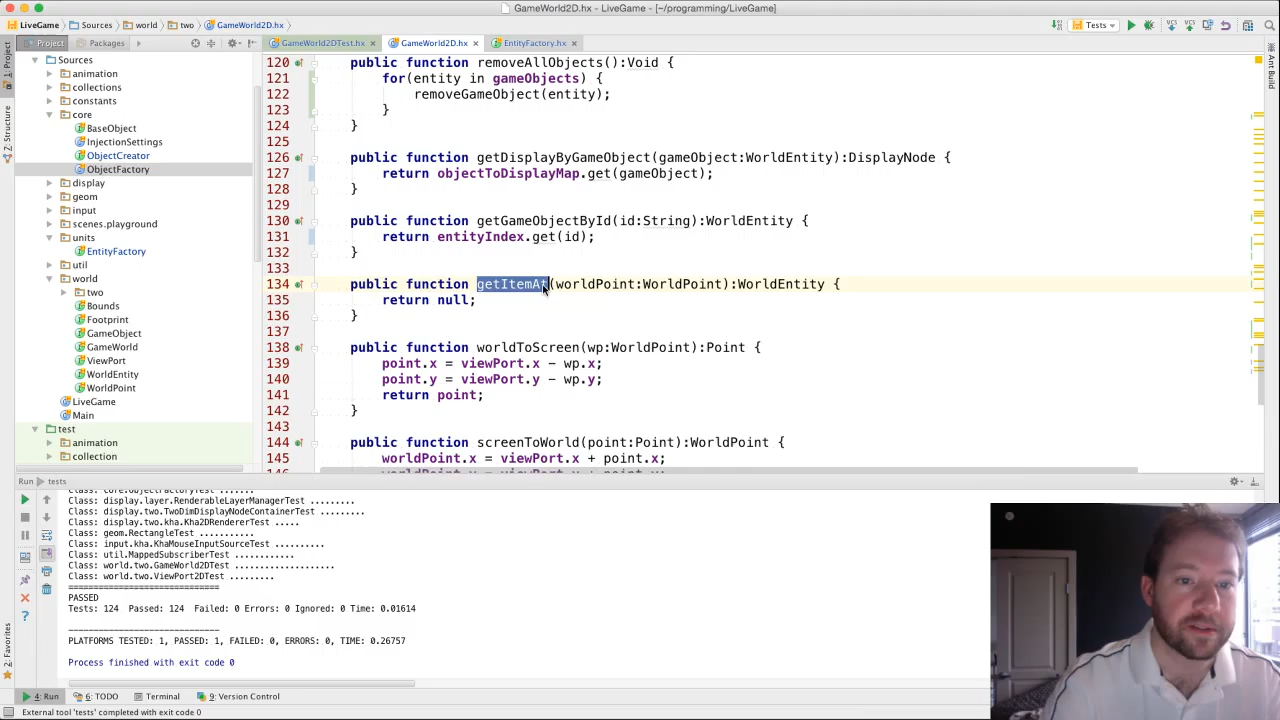 GameWorld2D.hx - LiveGame - [~/programming/LiveGame]
LiveGame Sources world two GameWorld2D.hx Tests
Project Packages GameWorld2DTest.hx GameWorld2D.hx EntityFactory.hx
1: Project
7: Structure
2: Favorites
Ant Build
Sources
animation
collections
constants
core
BaseObject
InjectionSettings
ObjectCreator
ObjectFactory
display
geom
input
scenes.playground
units
EntityFactory
util
world
two
Bounds
Footprint
GameObject
GameWorld
ViewPort
WorldEntity
WorldPoint
LiveGame
Main
test
animation
collection
120 public function removeAllObjects():Void {
121 for(entity in gameObjects) {
122 removeGameObject(entity);
123 }
124 }
125
126 public function getDisplayByGameObject(gameObject:WorldEntity):DisplayNode {
127 return objectToDisplayMap.get(gameObject);
128 }
129
130 public function getGameObjectById(id:String):WorldEntity {
131 return entityIndex.get(id);
132 }
133
134 public function getItemAt(worldPoint:WorldPoint):WorldEntity {
135 return null;
136 }
137
138 public function worldToScreen(wp:WorldPoint):Point {
139 point.x = viewPort.x - wp.x;
140 point.y = viewPort.y - wp.y;
141 return point;
142 }
143
144 public function screenToWorld(point:Point):WorldPoint {
145 worldPoint.x = viewPort.x + point.x;
Run tests
Class: core.ObjectFactoryTest .......
Class: display.layer.RenderableLayerManagerTest .........
Class: display.two.TwoDimDisplayNodeContainerTest .........
Class: display.two.kha.Kha2DRendererTest .....
Class: geom.RectangleTest ...........
Class: input.kha.KhaMouseInputSourceTest ..........
Class: util.MappedSubscriberTest ............
Class: world.two.GameWorld2DTest ....................
Class: world.two.ViewPort2DTest .........
==============================
PASSED
Tests: 124 Passed: 124 Failed: 0 Errors: 0 Ignored: 0 Time: 0.01614
------------------------------
PLATFORMS TESTED: 1, PASSED: 1, FAILED: 0, ERRORS: 0, TIME: 0.26757
Process finished with exit code 0
4: Run 6: TODO Terminal 9: Version Control
External tool 'tests' completed with exit code 0